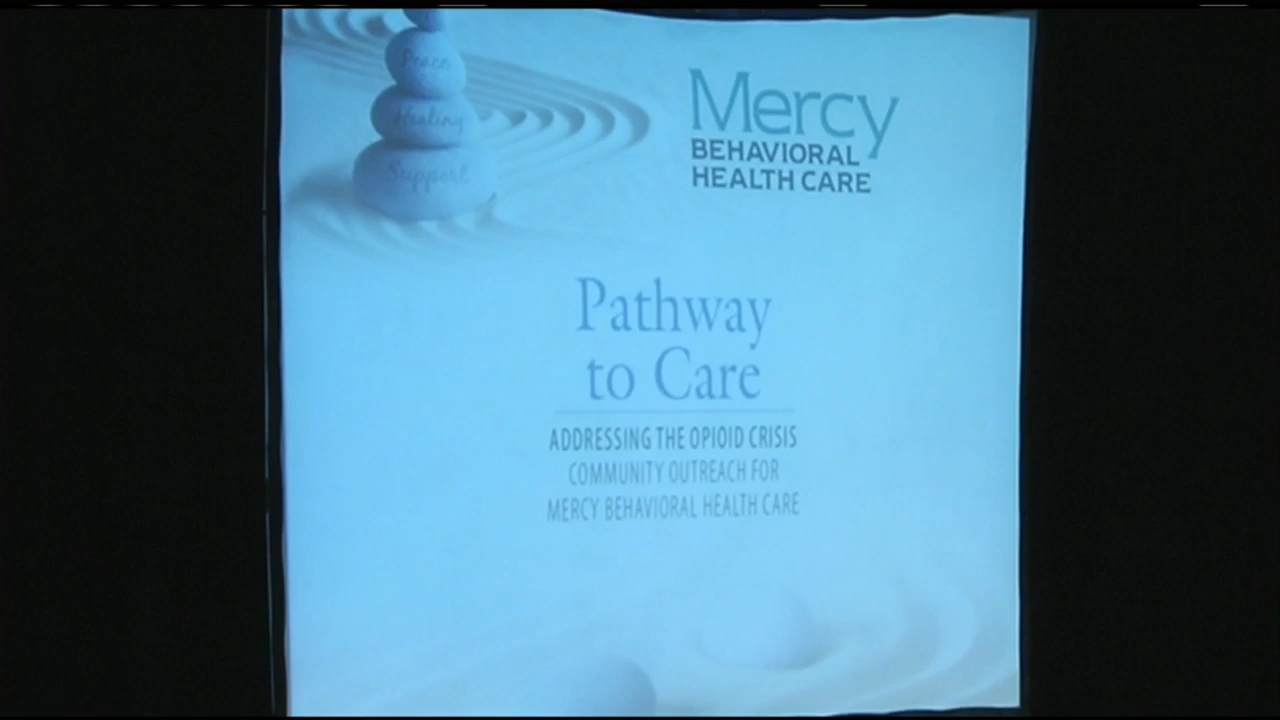 Peace
Healing
Support
Mercy
BEHAVIORAL
HEALTH CARE
Pathway
to Care
ADDRESSING THE OPIOID CRISIS
COMMUNITY OUTREACH FOR
MERCY BEHAVIORAL HEALTH CARE